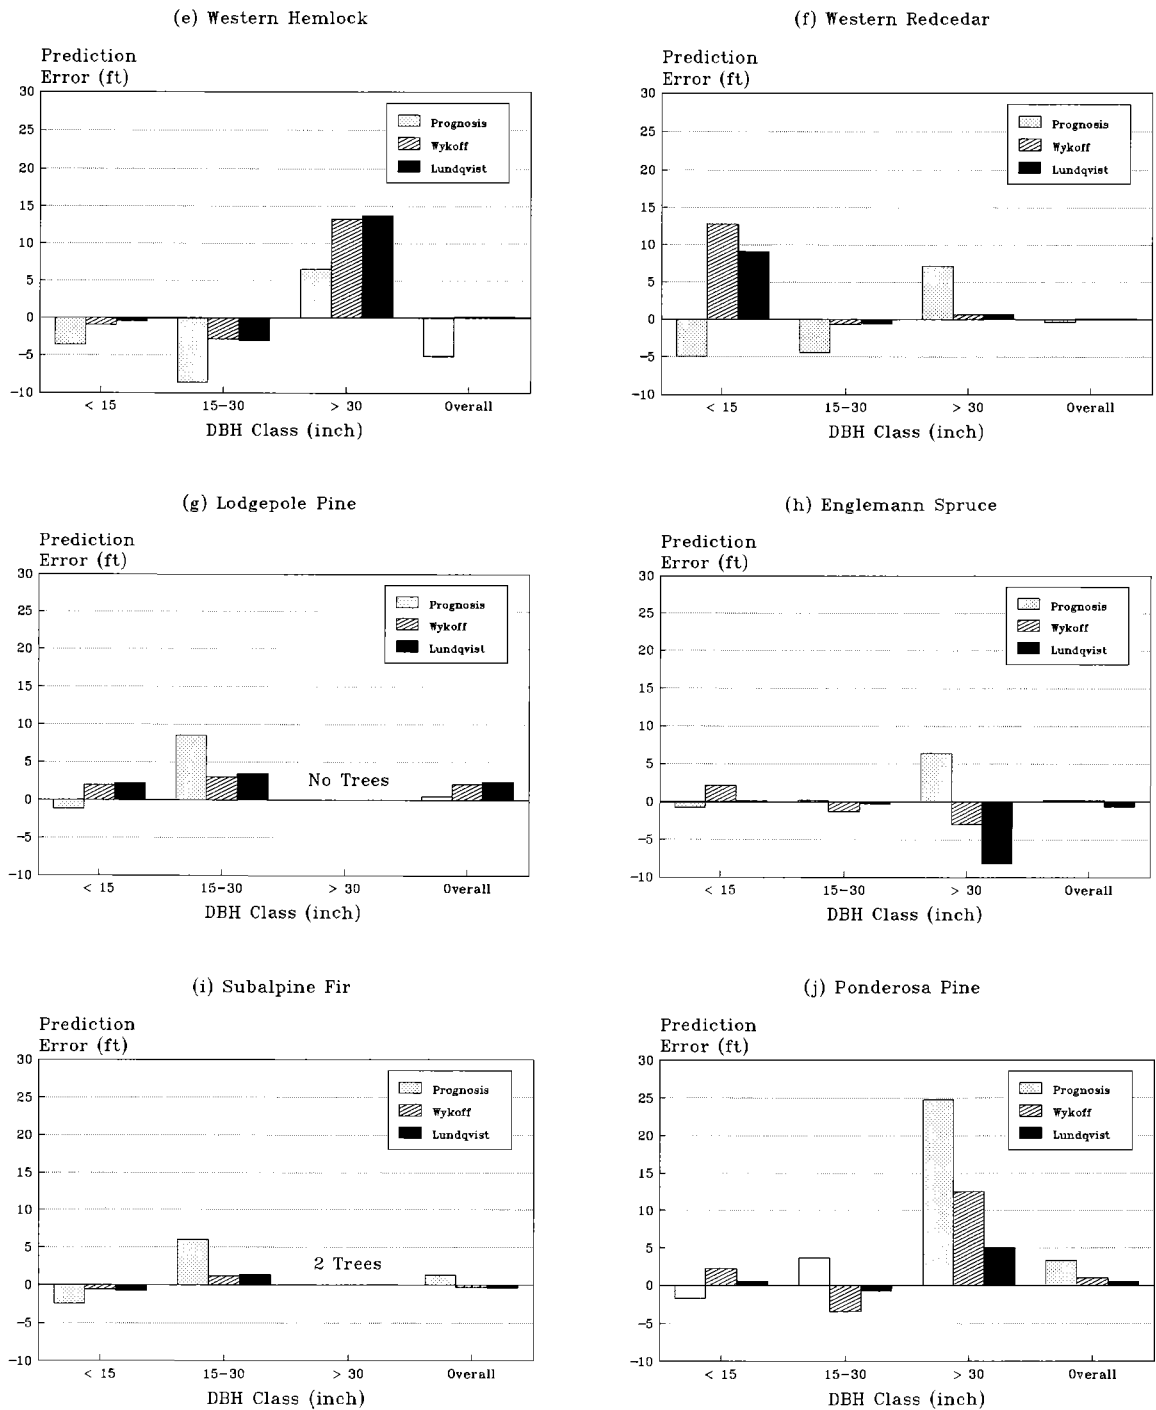 (e) Western Hemlock
Prediction
Error (ft)
30
25
20
15
10
5
0
-5
-10
Prognosis
Wykoff
Lundqvist
< 15
15-30
> 30
Overall
DBH Class (inch)
(f) Western Redcedar
Prediction
Error (ft)
30
25
20
15
10
5
0
-5
-10
Prognosis
Wykoff
Lundqvist
< 15
15-30
> 30
Overall
DBH Class (inch)
(g) Lodgepole Pine
Prediction
Error (ft)
30
25
20
15
10
5
0
-5
-10
Prognosis
Wykoff
Lundqvist
No Trees
< 15
15-30
> 30
Overall
DBH Class (inch)
(h) Englemann Spruce
Prediction
Error (ft)
30
25
20
15
10
5
0
-5
-10
Prognosis
Wykoff
Lundqvist
< 15
15-30
> 30
Overall
DBH Class (inch)
(i) Subalpine Fir
Prediction
Error (ft)
30
25
20
15
10
5
0
-5
-10
Prognosis
Wykoff
Lundqvist
2 Trees
< 15
15-30
> 30
Overall
DBH Class (inch)
(j) Ponderosa Pine
Prediction
Error (ft)
30
25
20
15
10
5
0
-5
-10
Prognosis
Wykoff
Lundqvist
< 15
15-30
> 30
Overall
DBH Class (inch)